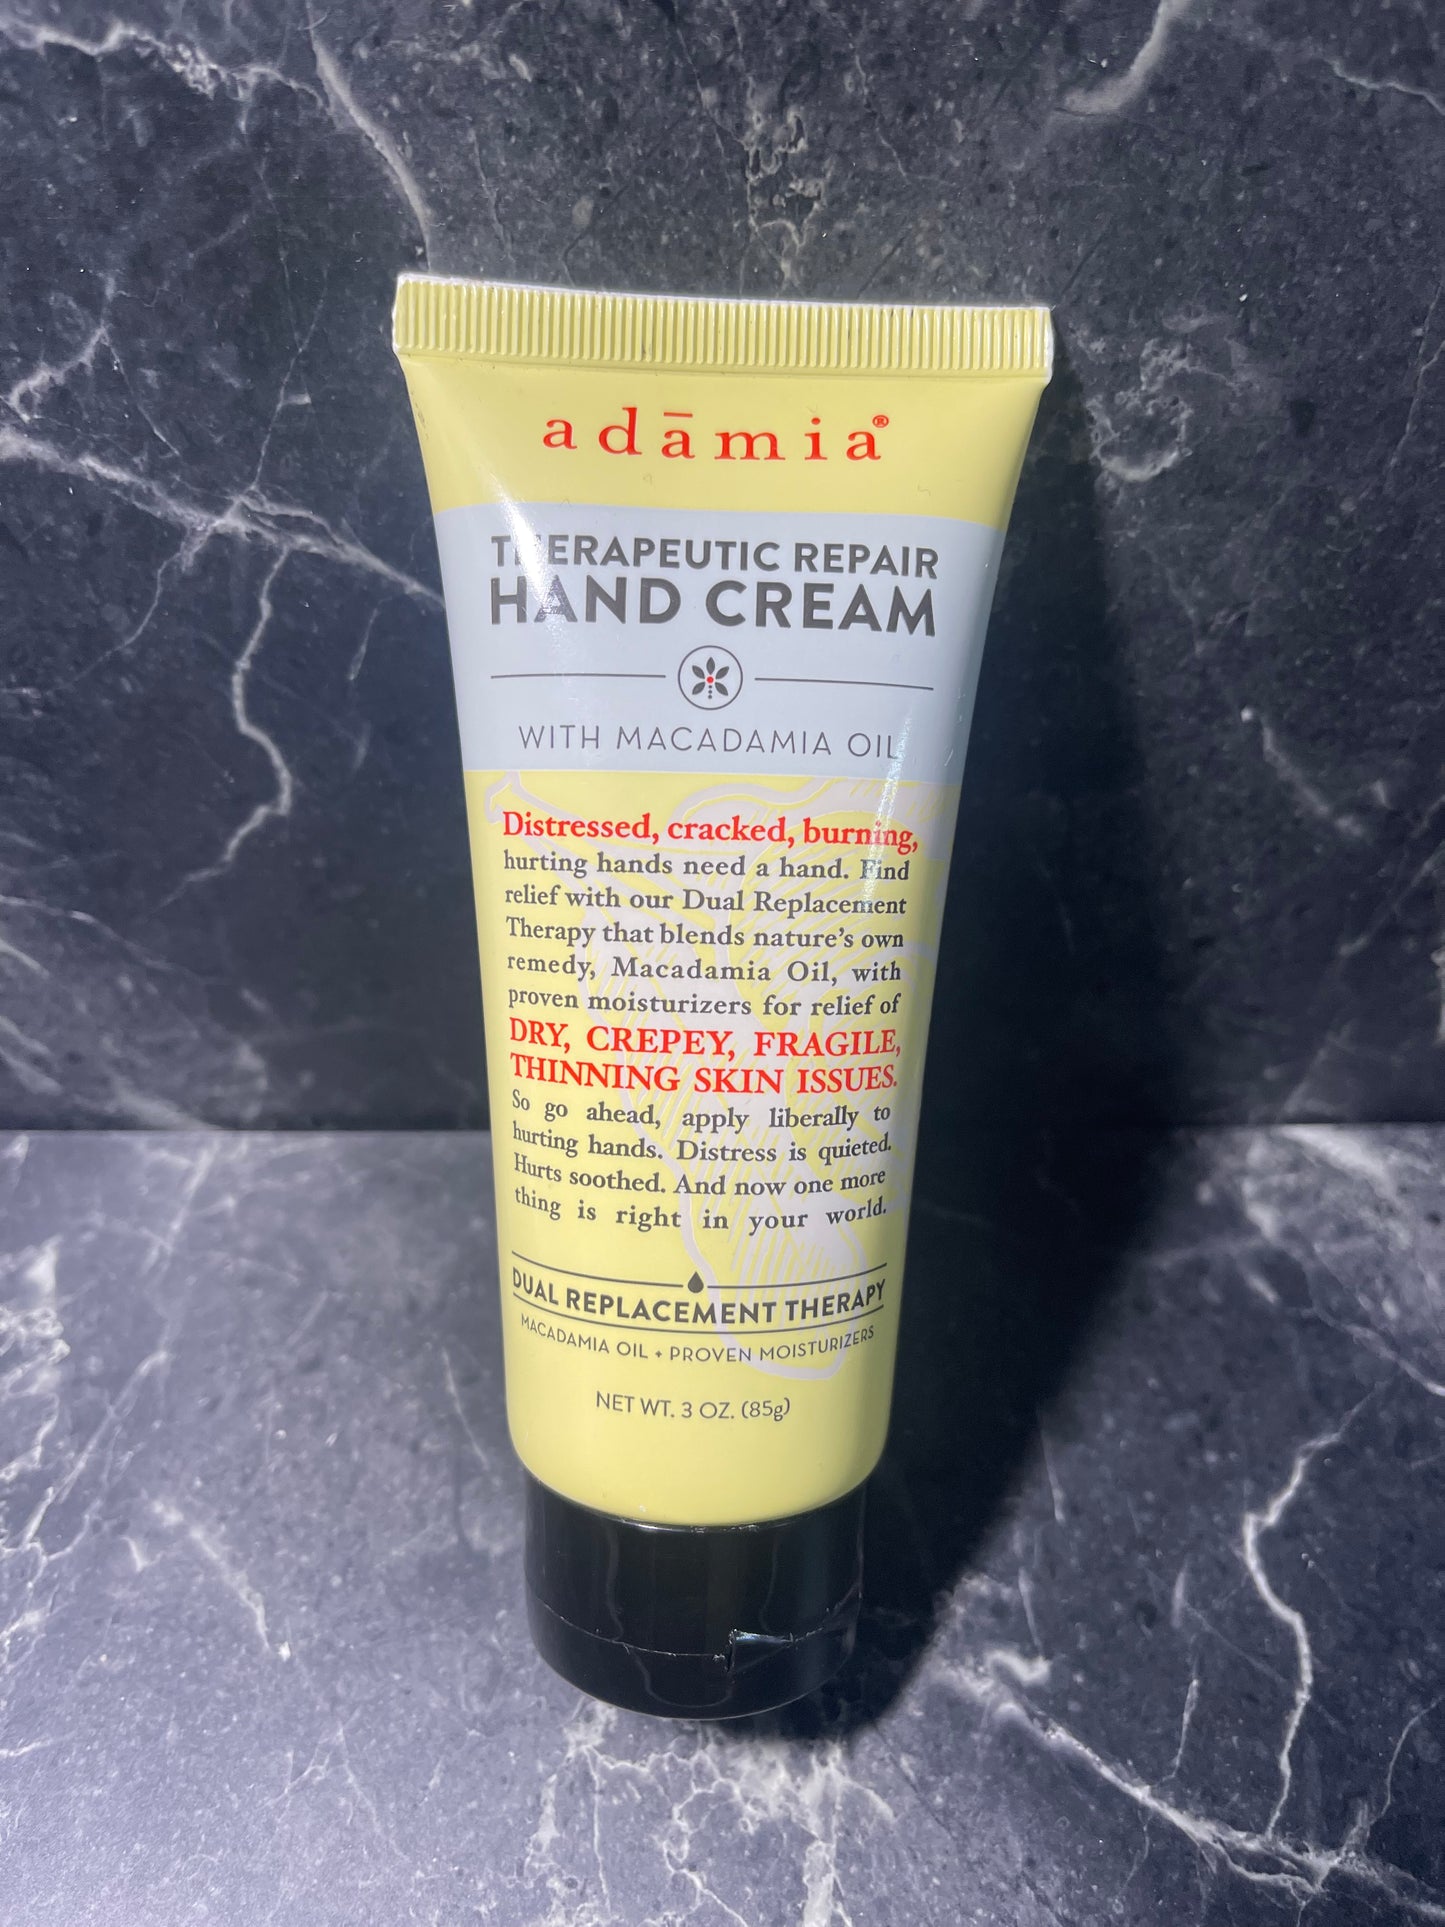 adāmia®
THERAPEUTIC REPAIR
HAND CREAM
WITH MACADAMIA OIL
Distressed, cracked, burning,
hurting hands need a hand. Find
relief with our Dual Replacement
Therapy that blends nature's own
remedy, Macadamia Oil, with
proven moisturizers for relief of
DRY, CREPEY, FRAGILE,
THINNING SKIN ISSUES.
So go ahead, apply liberally to
hurting hands. Distress is quieted.
Hurts soothed. And now one more
thing is right in your world.
DUAL REPLACEMENT THERAPY
MACADAMIA OIL + PROVEN MOISTURIZERS
NET WT. 3 OZ. (85g)